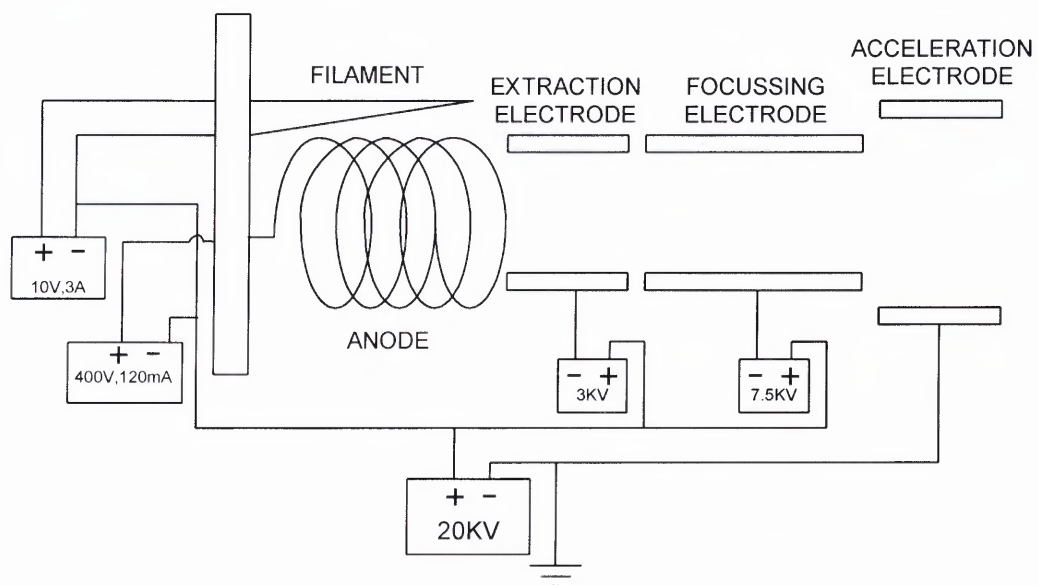 FILAMENT
EXTRACTION
ELECTRODE
FOCUSSING
ELECTRODE
ACCELERATION
ELECTRODE
+ −
10V,3A
+ −
400V,120mA
ANODE
− +
3KV
− +
7.5KV
+ −
20KV